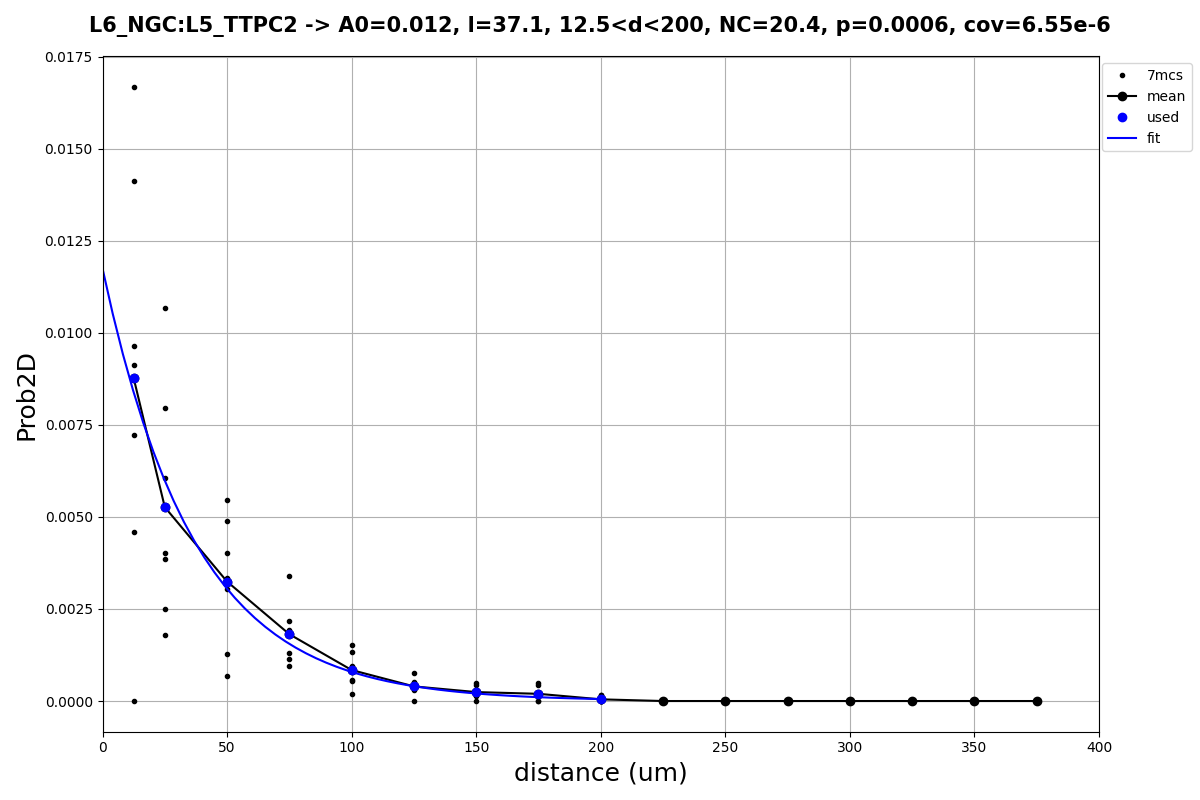 L6_NGC:L5_TTPC2 -> A0=0.012, l=37.1, 12.5<d<200, NC=20.4, p=0.0006, cov=6.55e-6
7mcs
mean
used
fit
Prob2D
0.0175
0.0150
0.0125
0.0100
0.0075
0.0050
0.0025
0.0000
0 50 100 150 200 250 300 350 400
distance (um)